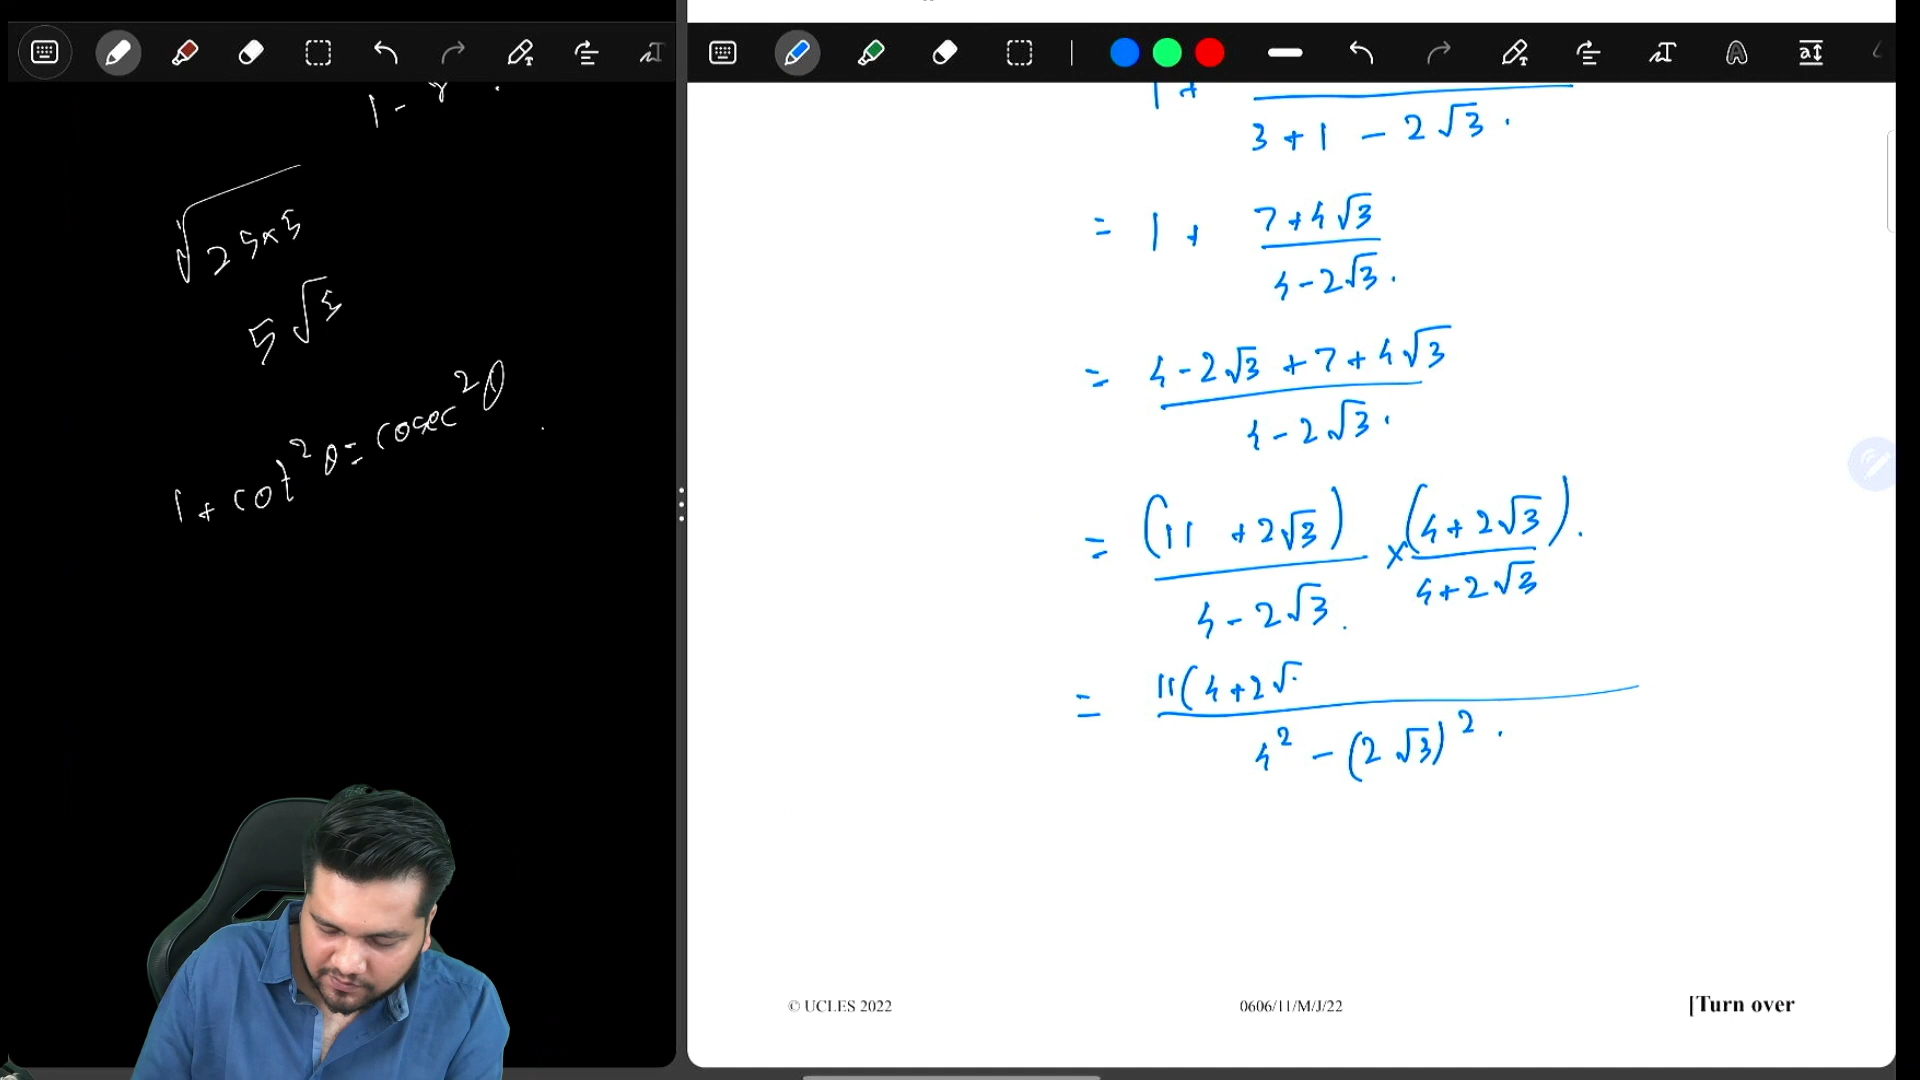 1 - r .
√25×5
5√5
1 + cot²θ = cosec²θ .
1 +
3 + 1 - 2√3 .
= 1 + (7+4√3)/(4-2√3) .
= (4-2√3 + 7 + 4√3)/(4-2√3) .
= (11 + 2√3)/(4-2√3) . × (4+2√3)/(4+2√3) .
= 11(4+2√
4² - (2√3)² .
© UCLES 2022
0606/11/M/J/22
[Turn over